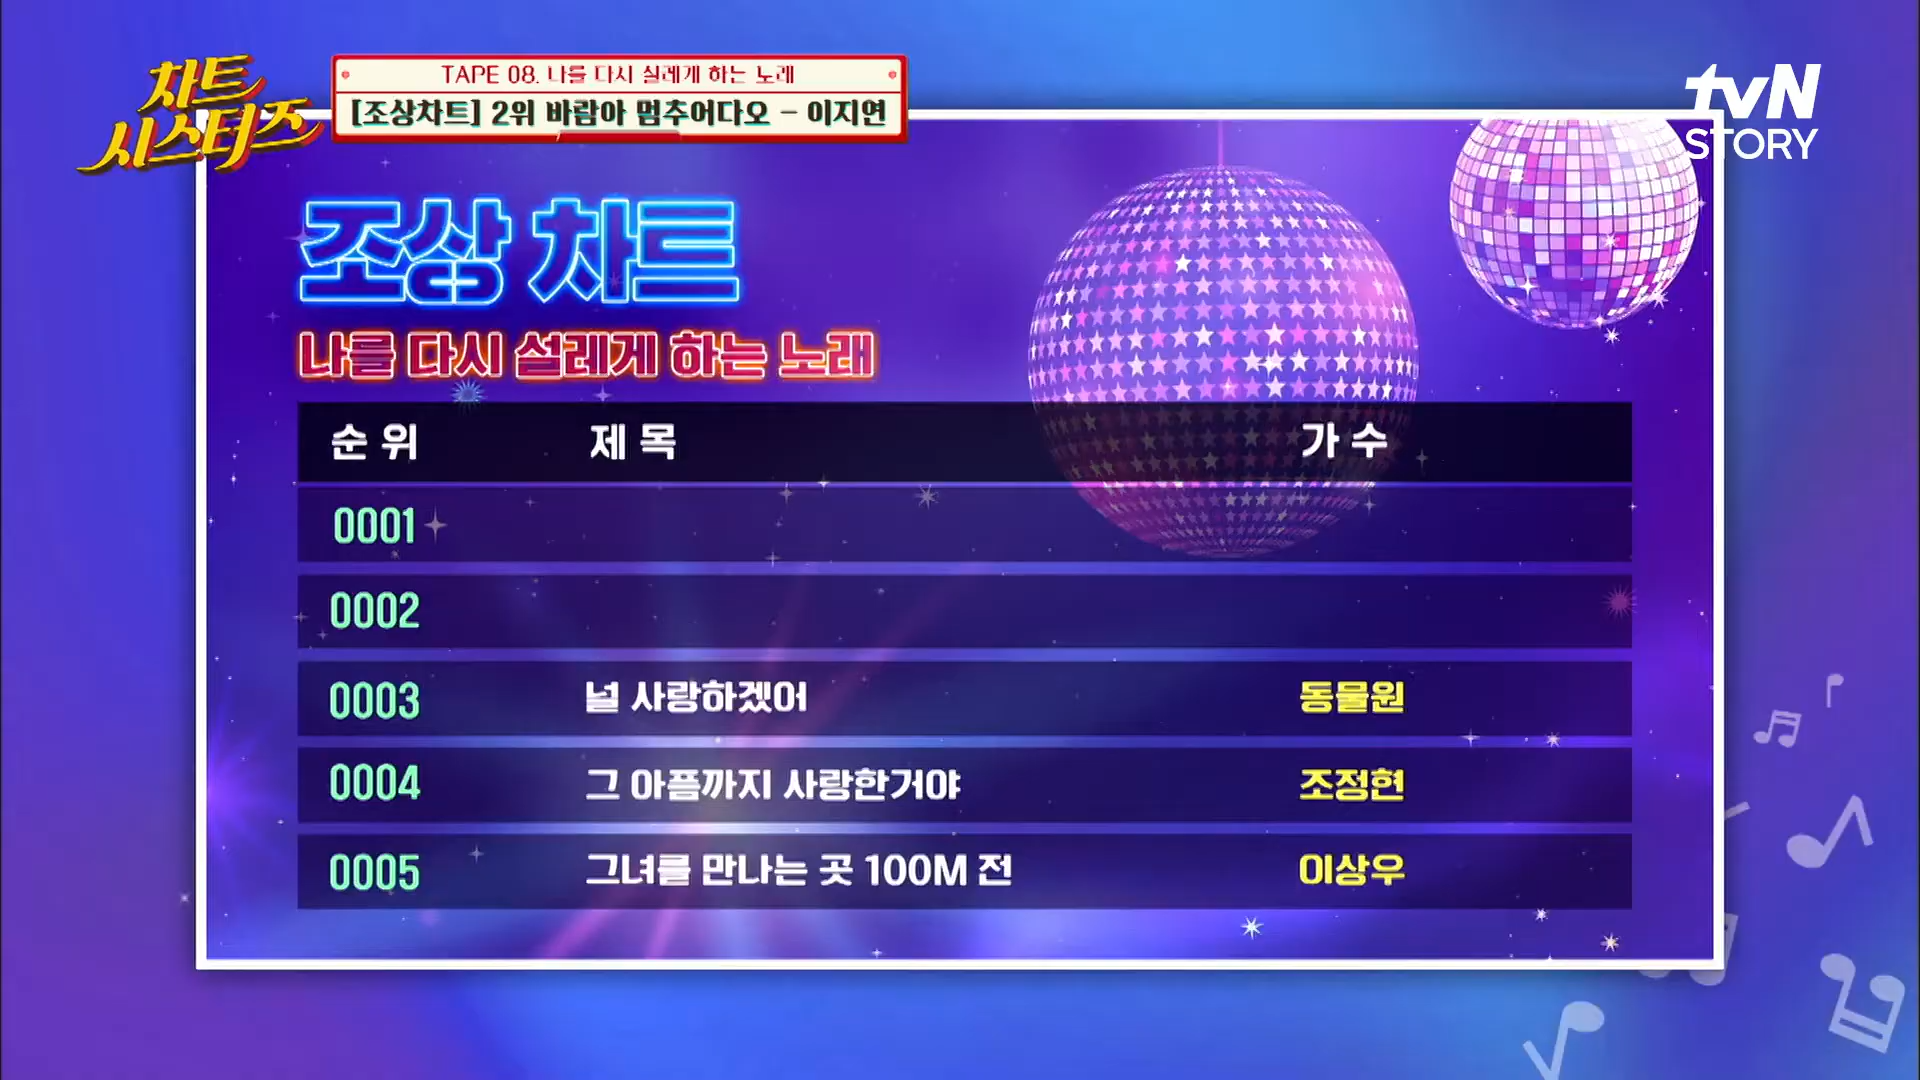 차트
시스터즈
TAPE 08. 나를 다시 설레게 하는 노래
[조상차트] 2위 바람아 멈추어다오 – 이지연
tvN
STORY
조상 차트
나를 다시 설레게 하는 노래
순 위 제 목 가 수
0001
0002
0003 널 사랑하겠어 동물원
0004 그 아픔까지 사랑한거야 조정현
0005 그녀를 만나는 곳 100M 전 이상우